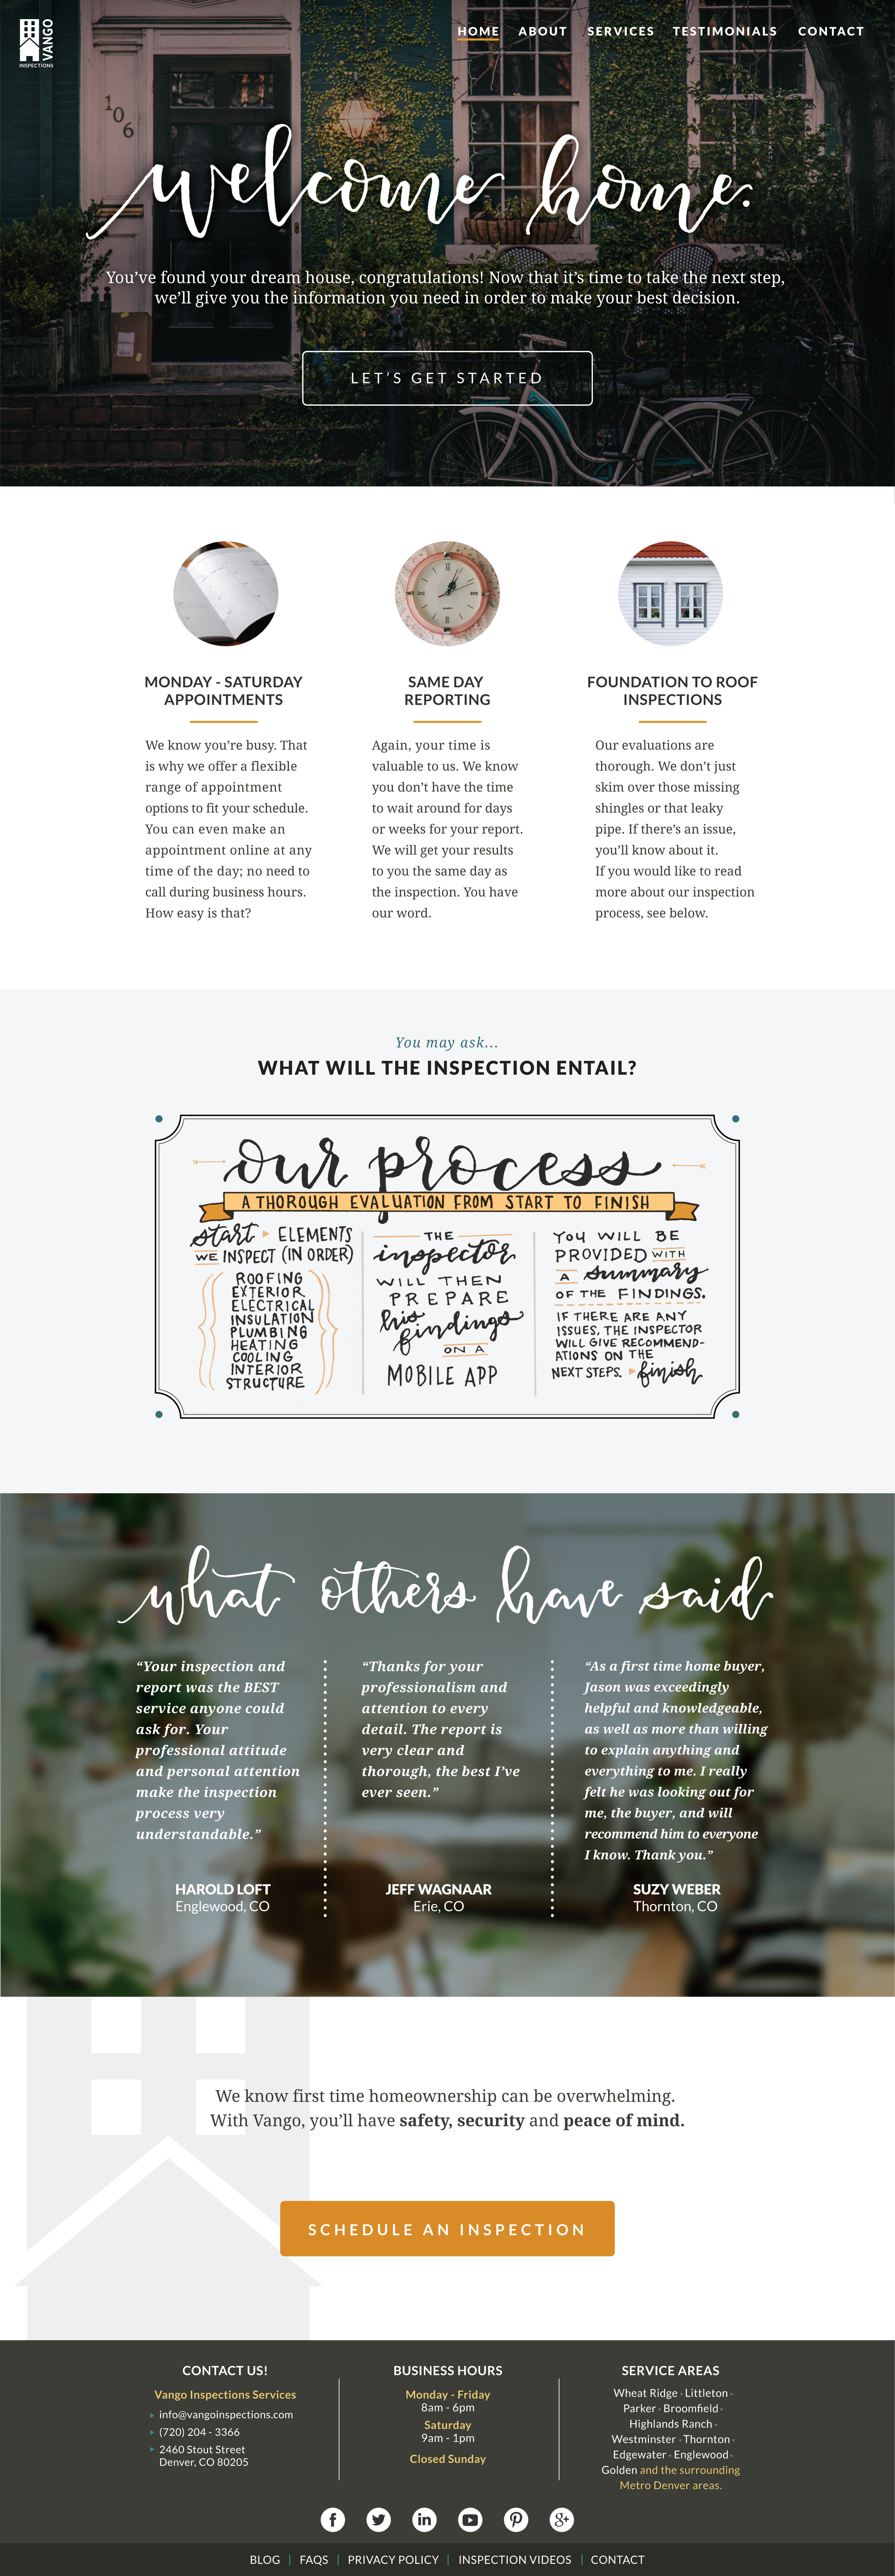 VANGO
INSPECTIONS
HOME ABOUT SERVICES TESTIMONIALS CONTACT
106
welcome home.
You've found your dream house, congratulations! Now that it's time to take the next step,
we'll give you the information you need in order to make your best decision.
LET'S GET STARTED
MONDAY - SATURDAY
APPOINTMENTS
We know you're busy. That
is why we offer a flexible
range of appointment
options to fit your schedule.
You can even make an
appointment online at any
time of the day; no need to
call during business hours.
How easy is that?
SAME DAY
REPORTING
Again, your time is
valuable to us. We know
you don't have the time
to wait around for days
or weeks for your report.
We will get your results
to you the same day as
the inspection. You have
our word.
FOUNDATION TO ROOF
INSPECTIONS
Our evaluations are
thorough. We don't just
skim over those missing
shingles or that leaky
pipe. If there's an issue,
you'll know about it.
If you would like to read
more about our inspection
process, see below.
You may ask...
WHAT WILL THE INSPECTION ENTAIL?
our process
A THOROUGH EVALUATION FROM START TO FINISH
start ELEMENTS
WE INSPECT (IN ORDER)
ROOFING
EXTERIOR
ELECTRICAL
INSULATION
PLUMBING
HEATING
COOLING
INTERIOR
STRUCTURE
THE
inspector
WILL THEN
PREPARE
his
findings
ON A
MOBILE APP
YOU WILL BE
PROVIDED WITH
A summary
OF THE FINDINGS.
IF THERE ARE ANY
ISSUES, THE INSPECTOR
WILL GIVE RECOMMEND-
ATIONS ON THE
NEXT STEPS. finish
what others have said
"Your inspection and
report was the BEST
service anyone could
ask for. Your
professional attitude
and personal attention
make the inspection
process very
understandable."
HAROLD LOFT
Englewood, CO
"Thanks for your
professionalism and
attention to every
detail. The report is
very clear and
thorough, the best I've
ever seen."
JEFF WAGNAAR
Erie, CO
"As a first time home buyer,
Jason was exceedingly
helpful and knowledgeable,
as well as more than willing
to explain anything and
everything to me. I really
felt he was looking out for
me, the buyer, and will
recommend him to everyone
I know. Thank you."
SUZY WEBER
Thornton, CO
We know first time homeownership can be overwhelming.
With Vango, you'll have safety, security and peace of mind.
SCHEDULE AN INSPECTION
CONTACT US!
Vango Inspections Services
info@vangoinspections.com
(720) 204 - 3366
2460 Stout Street
Denver, CO 80205
BUSINESS HOURS
Monday - Friday
8am - 6pm
Saturday
9am - 1pm
Closed Sunday
SERVICE AREAS
Wheat Ridge · Littleton ·
Parker · Broomfield ·
Highlands Ranch ·
Westminster · Thornton ·
Edgewater · Englewood ·
Golden and the surrounding
Metro Denver areas.
BLOG | FAQS | PRIVACY POLICY | INSPECTION VIDEOS | CONTACT